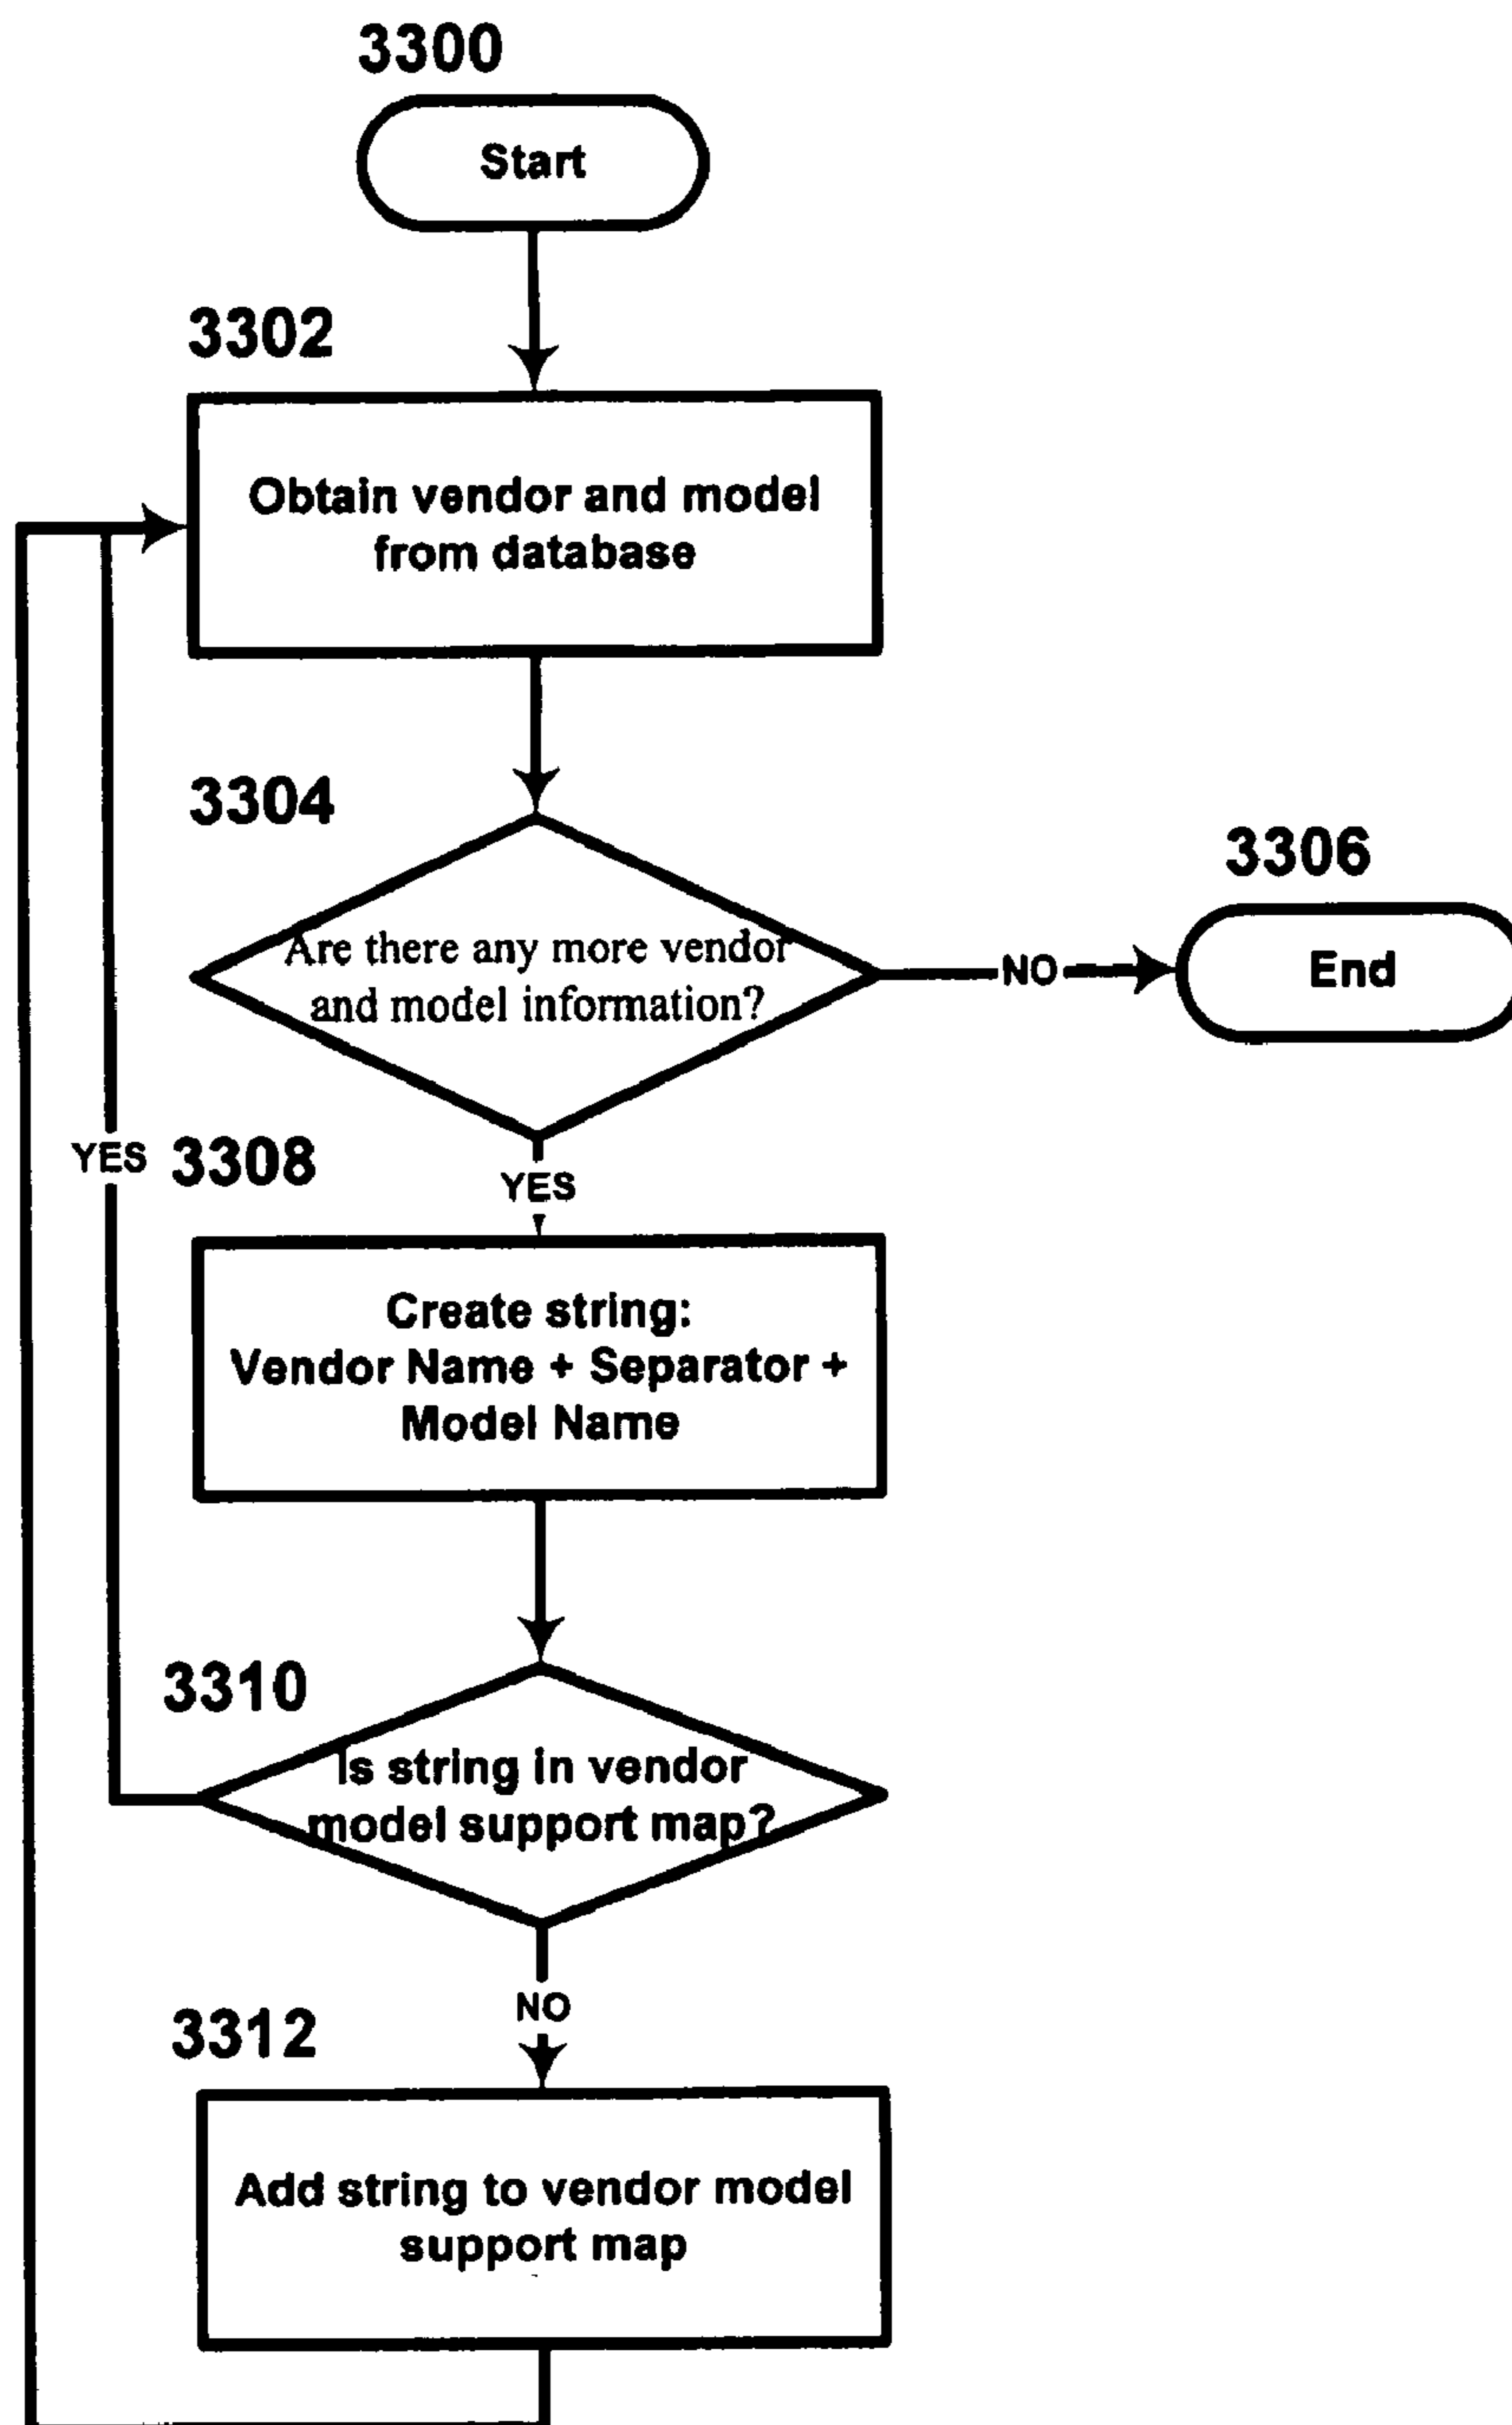 3300
Start
3302
Obtain vendor and model
from database
3304
Are there any more vendor
and model information?
NO
3306
End
YES
YES
3308
Create string:
Vendor Name + Separator +
Model Name
3310
Is string in vendor
model support map?
NO
3312
Add string to vendor model
support map